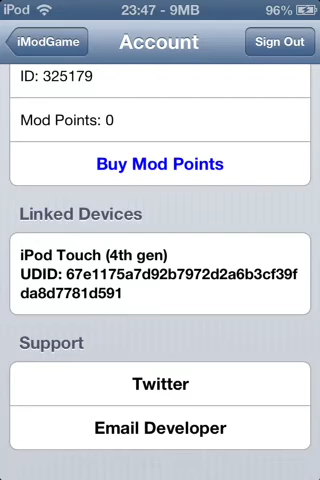 iPod 23:47 - 9MB 96%
iModGame Account Sign Out
ID: 325179
Mod Points: 0
Buy Mod Points
Linked Devices
iPod Touch (4th gen)
UDID: 67e1175a7d92b7972d2a6b3cf39f
da8d7781d591
Support
Twitter
Email Developer